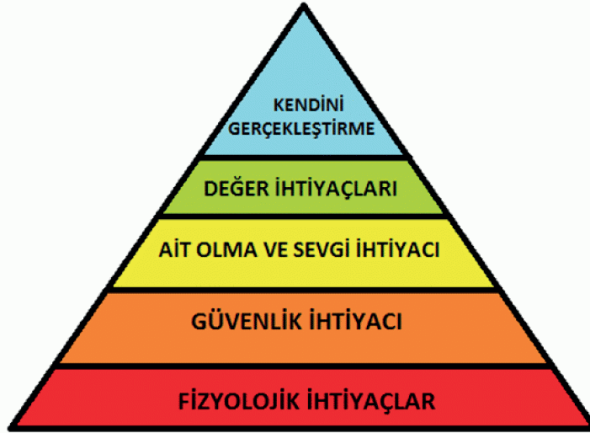 KENDİNİ
GERÇEKLEŞTİRME
DEĞER İHTİYAÇLARI
AİT OLMA VE SEVGİ İHTİYACI
GÜVENLİK İHTİYACI
FİZYOLOJİK İHTİYAÇLAR